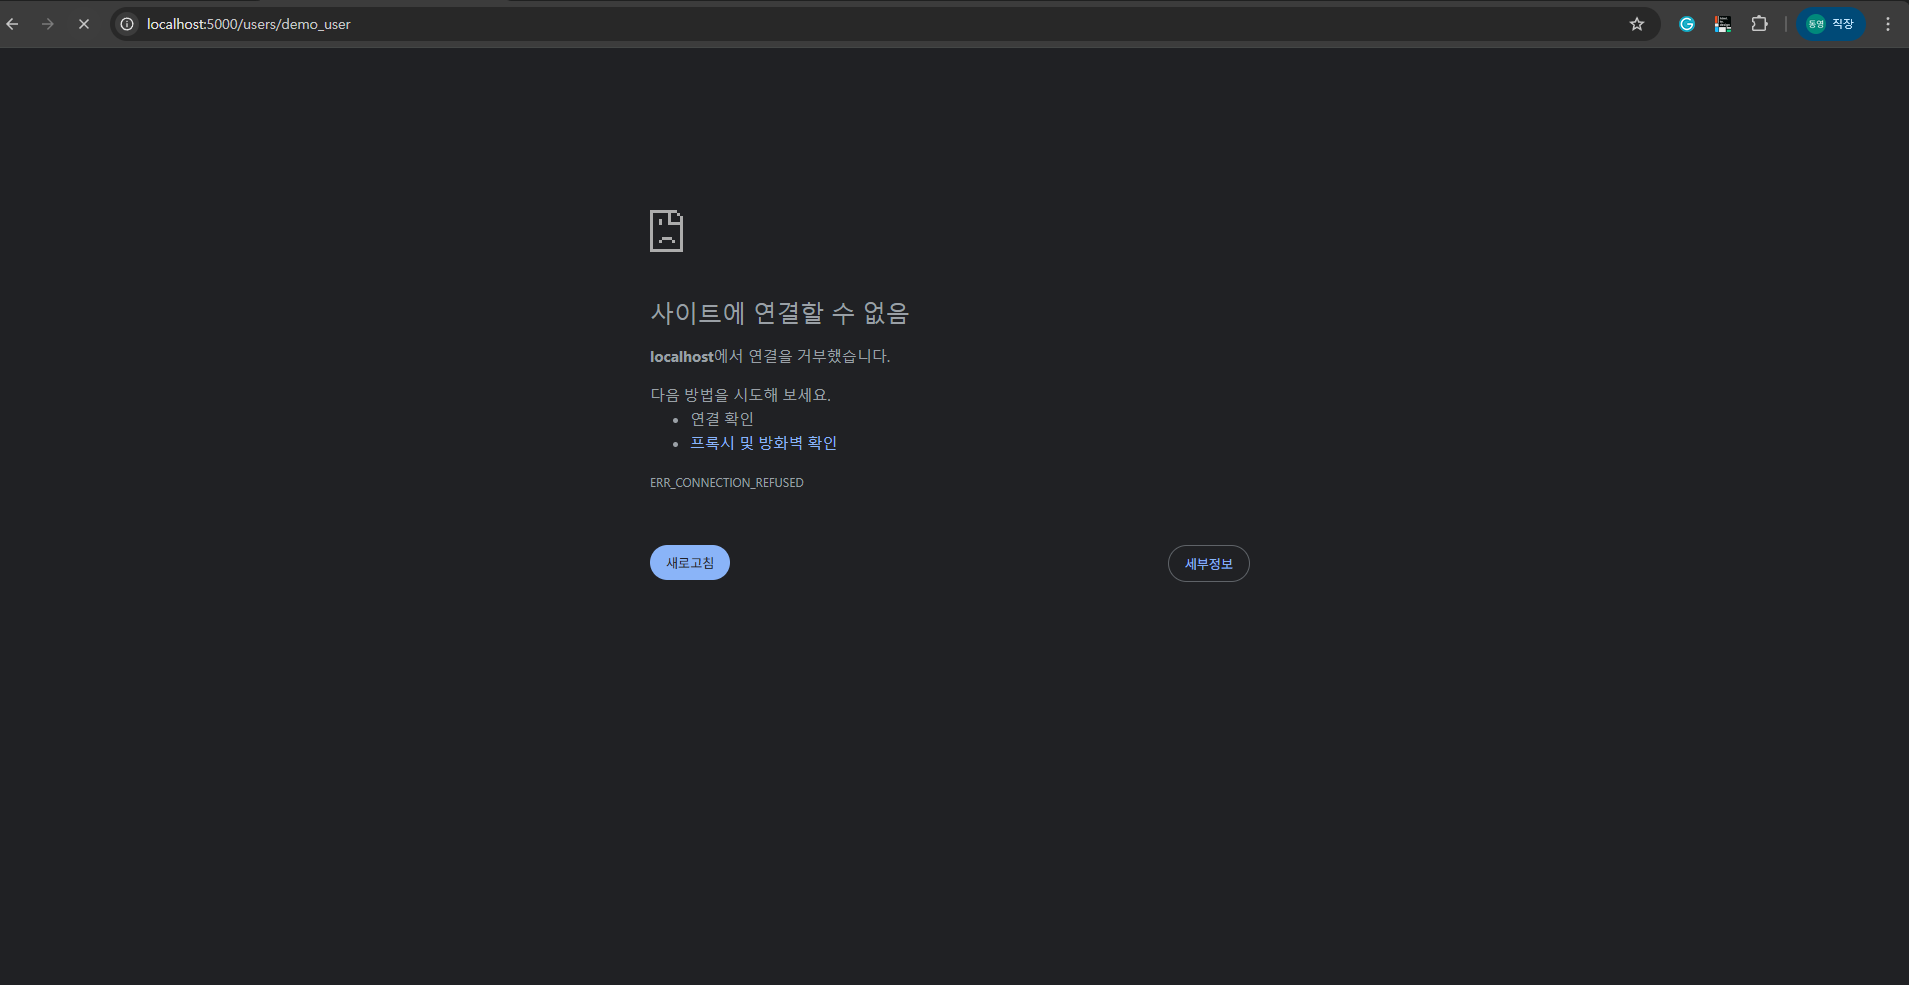 localhost:5000/users/demo_user
동영 직장
사이트에 연결할 수 없음
localhost에서 연결을 거부했습니다.
다음 방법을 시도해 보세요.
• 연결 확인
• 프록시 및 방화벽 확인
ERR_CONNECTION_REFUSED
새로고침 세부정보